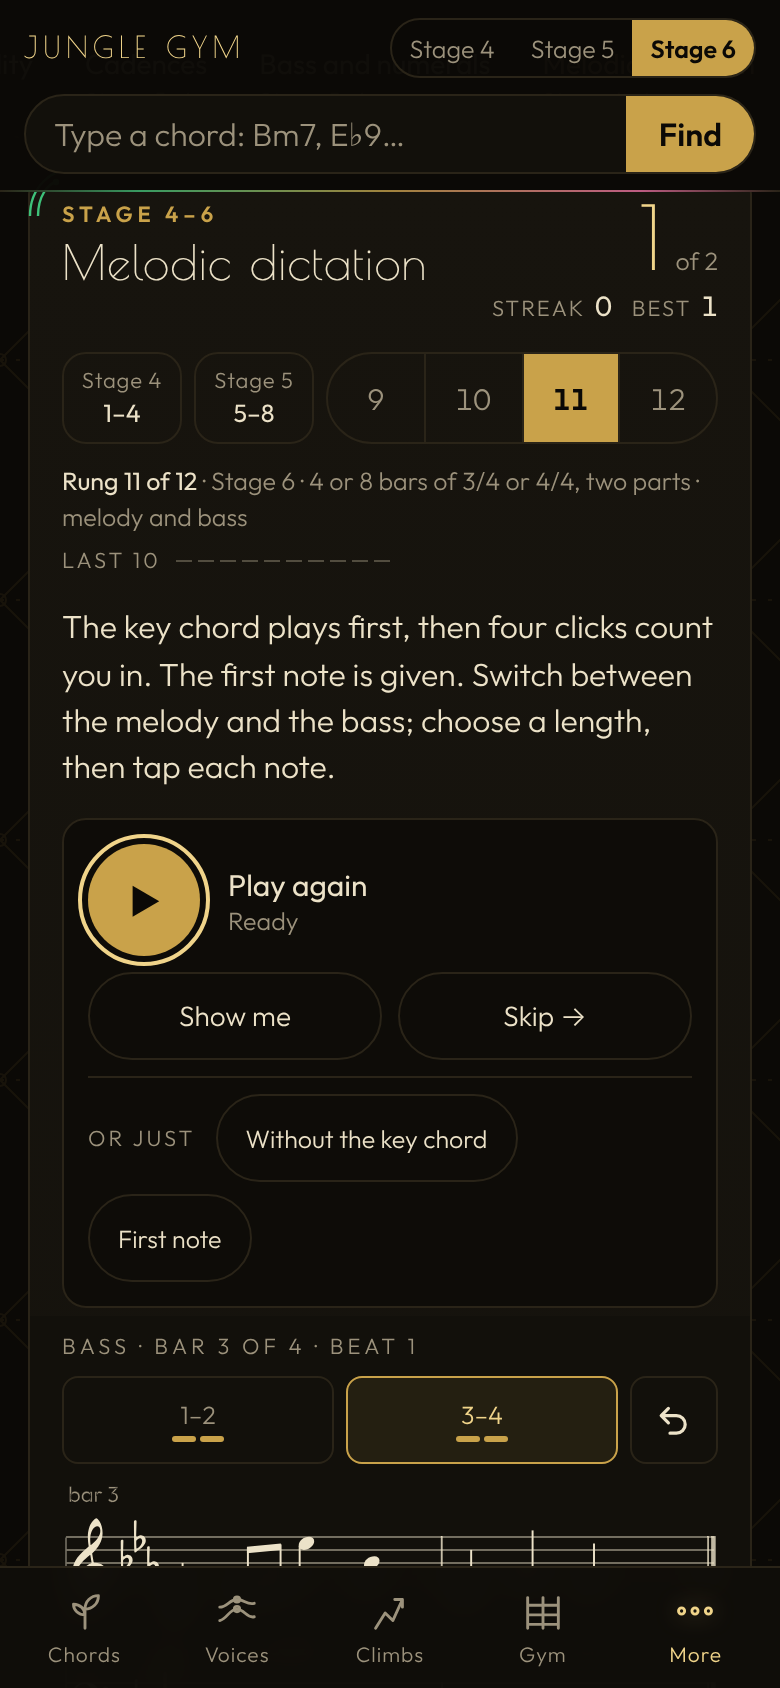 JUNGLE GYM
Stage 4 Stage 5 Stage 6
Cadences Bass and numerals
Type a chord: Bm7, E♭9... Find
STAGE 4–6
Melodic dictation
1 of 2
STREAK 0 BEST 1
Stage 4 1–4
Stage 5 5–8
9 10 11 12
Rung 11 of 12 · Stage 6 · 4 or 8 bars of 3/4 or 4/4, two parts ·
melody and bass
LAST 10
The key chord plays first, then four clicks count
you in. The first note is given. Switch between
the melody and the bass; choose a length,
then tap each note.
Play again
Ready
Show me Skip →
OR JUST Without the key chord
First note
BASS · BAR 3 OF 4 · BEAT 1
1–2 3–4
bar 3
Chords Voices Climbs Gym More